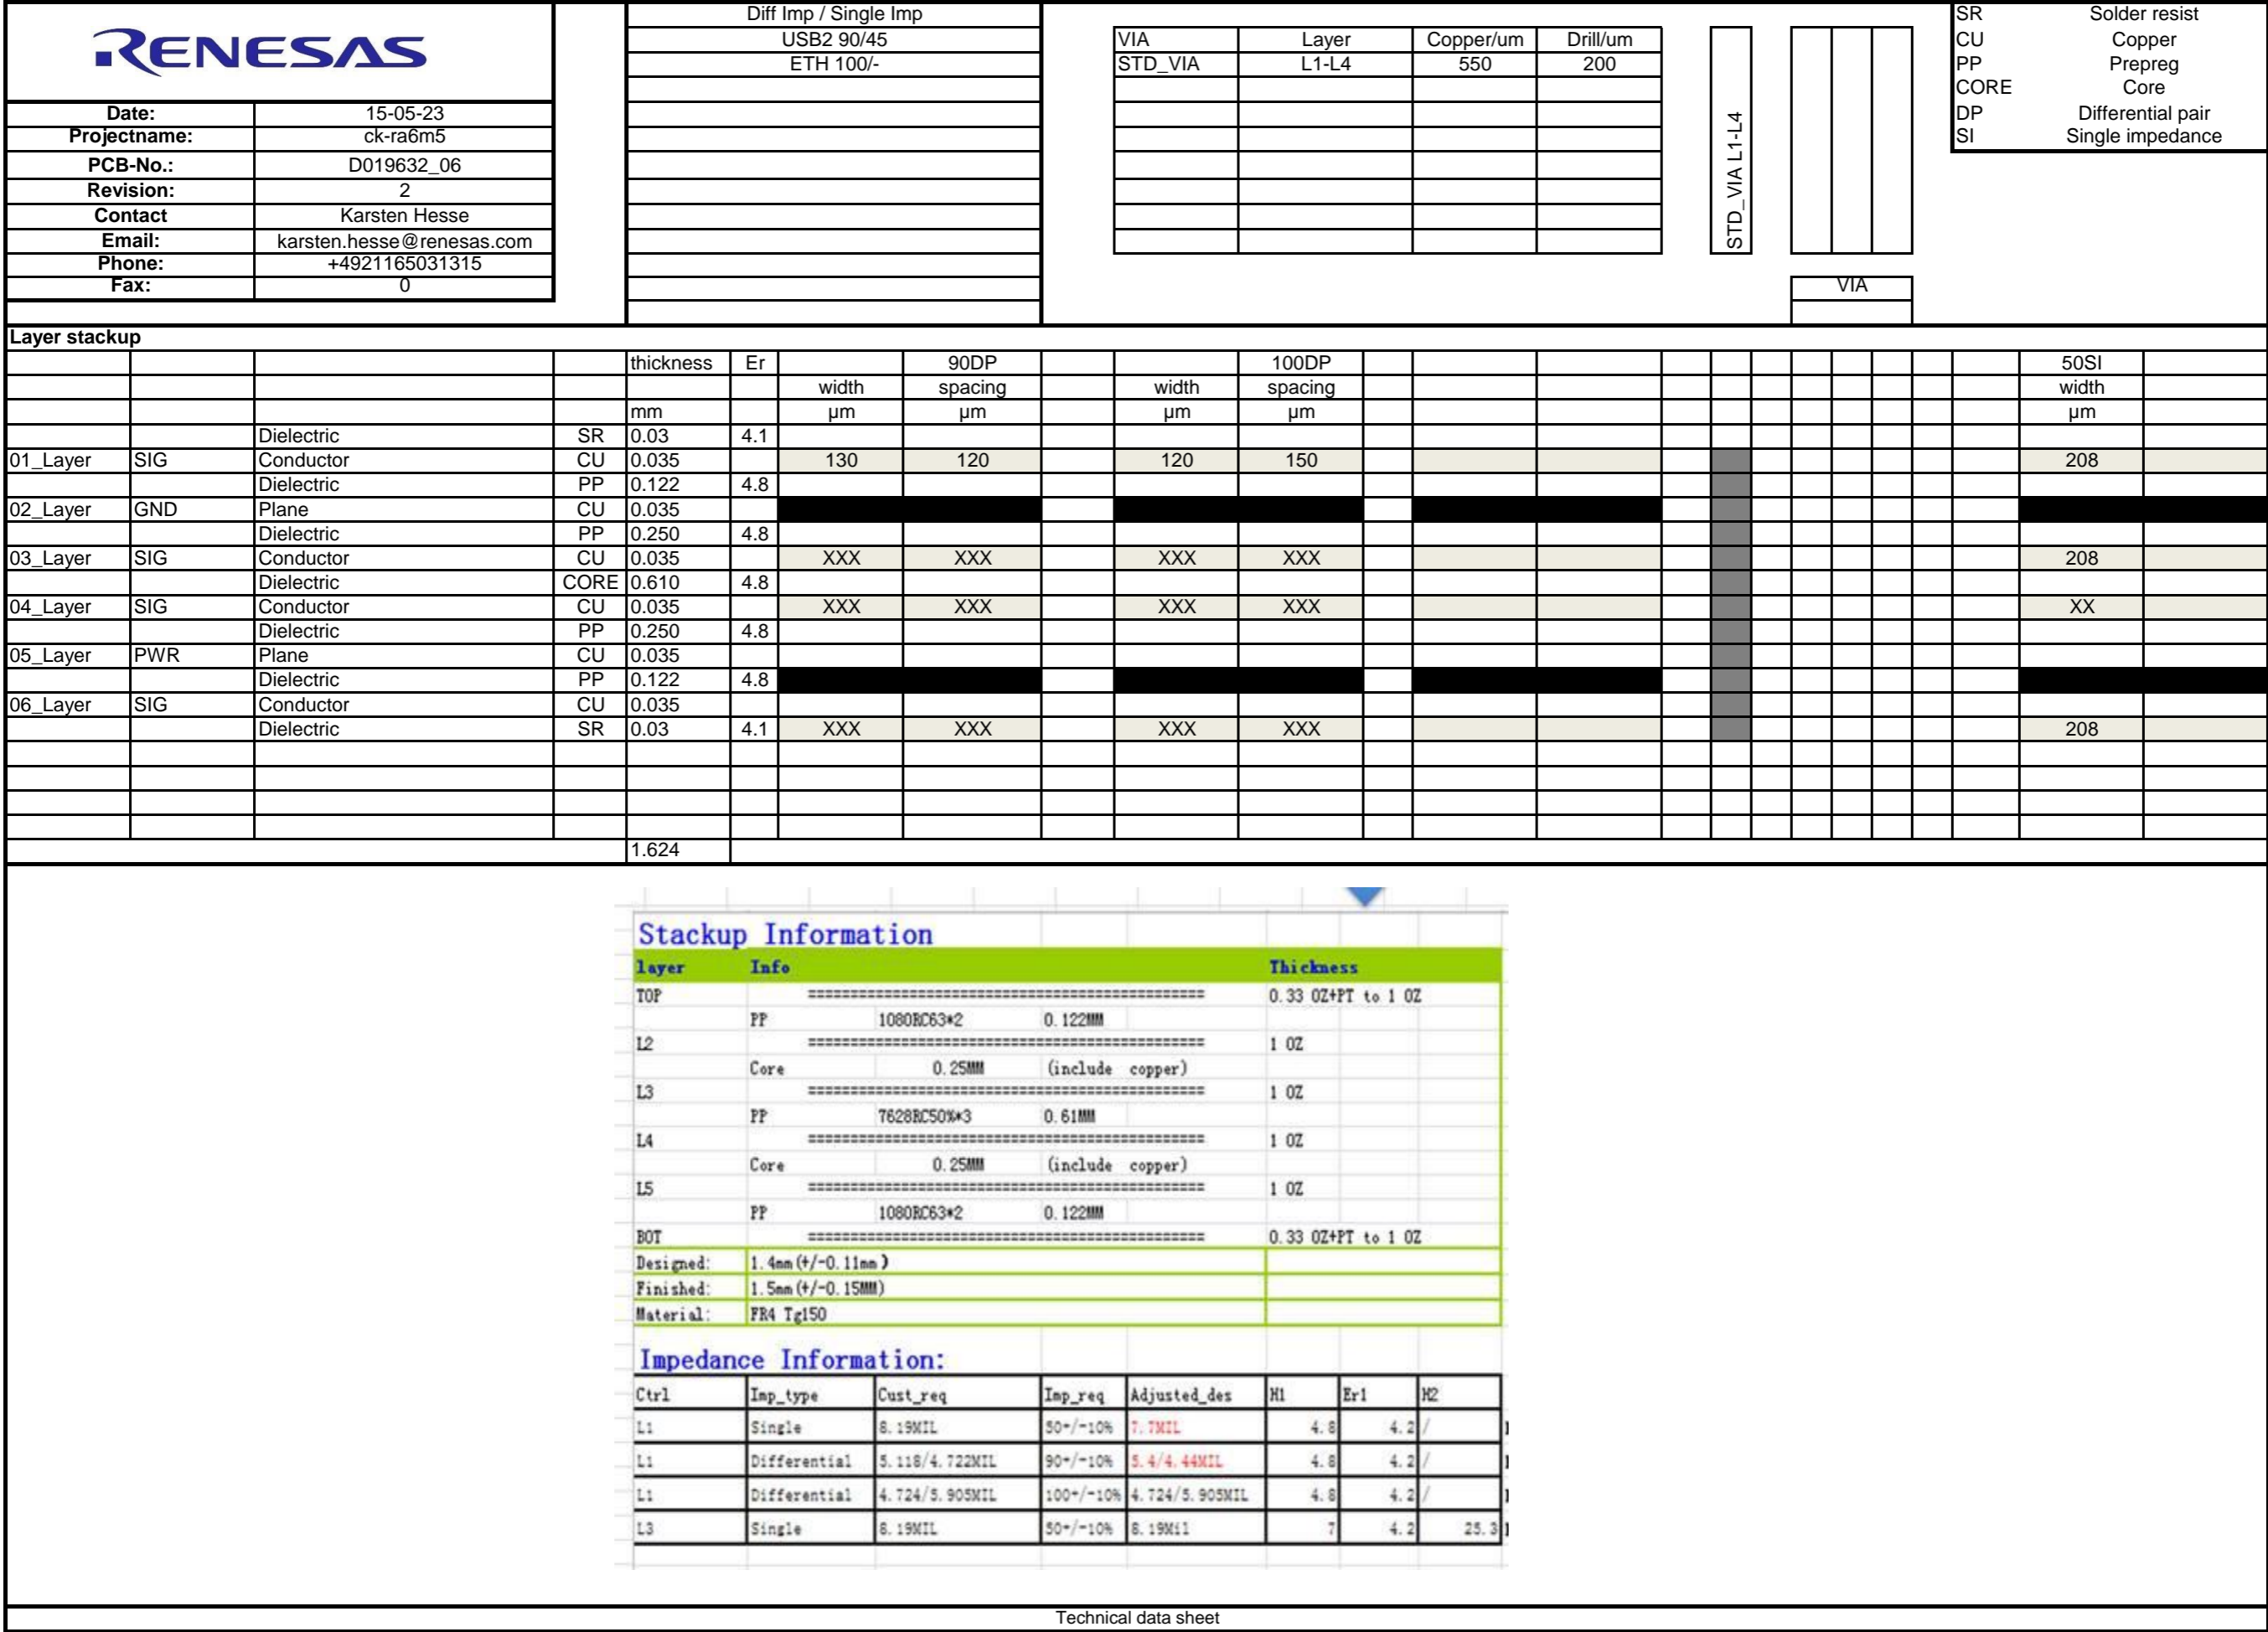 RENESAS
Date: 15-05-23
Projectname: ck-ra6m5
PCB-No.: D019632_06
Revision: 2
Contact Karsten Hesse
Email: karsten.hesse@renesas.com
Phone: +4921165031315
Fax: 0
Diff Imp / Single Imp
USB2 90/45
ETH 100/-
VIA Layer Copper/um Drill/um
STD_VIA L1-L4 550 200
STD_VIA L1-L4
VIA
SR Solder resist
CU Copper
PP Prepreg
CORE Core
DP Differential pair
SI Single impedance
Layer stackup
thickness Er 90DP 100DP 50SI
width spacing width spacing width
mm µm µm µm µm µm
Dielectric SR 0.03 4.1
01_Layer SIG Conductor CU 0.035 130 120 120 150 208
Dielectric PP 0.122 4.8
02_Layer GND Plane CU 0.035
Dielectric PP 0.250 4.8
03_Layer SIG Conductor CU 0.035 XXX XXX XXX XXX 208
Dielectric CORE 0.610 4.8
04_Layer SIG Conductor CU 0.035 XXX XXX XXX XXX XX
Dielectric PP 0.250 4.8
05_Layer PWR Plane CU 0.035
Dielectric PP 0.122 4.8
06_Layer SIG Conductor CU 0.035
Dielectric SR 0.03 4.1 XXX XXX XXX XXX 208
1.624
Stackup Information
layer Info Thickness
TOP ================================================ 0.33 OZ+PT to 1 OZ
PP 1080RC63*2 0.122MM
L2 ================================================ 1 OZ
Core 0.25MM (include copper)
L3 ================================================ 1 OZ
PP 7628RC50%*3 0.61MM
L4 ================================================ 1 OZ
Core 0.25MM (include copper)
L5 ================================================ 1 OZ
PP 1080RC63*2 0.122MM
BOT ================================================ 0.33 OZ+PT to 1 OZ
Designed: 1.4mm(+/-0.11mm)
Finished: 1.5mm(+/-0.15MM)
Material: FR4 Tg150
Impedance Information:
Ctrl Imp_type Cust_req Imp_req Adjusted_des H1 Er1 H2
L1 Single 8.19MIL 50+/-10% 7.7MIL 4.8 4.2 /
L1 Differential 5.118/4.722MIL 90+/-10% 5.4/4.44MIL 4.8 4.2 /
L1 Differential 4.724/5.905MIL 100+/-10% 4.724/5.905MIL 4.8 4.2 /
L3 Single 8.19MIL 50+/-10% 8.19Mil 7 4.2 25.3
Technical data sheet